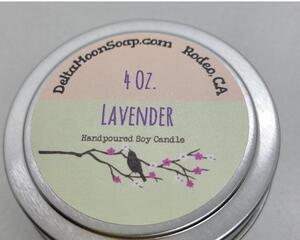 DeltaMoonSoap.com Rodeo, CA
4 Oz.
LAVENDER
Handpoured Soy Candle